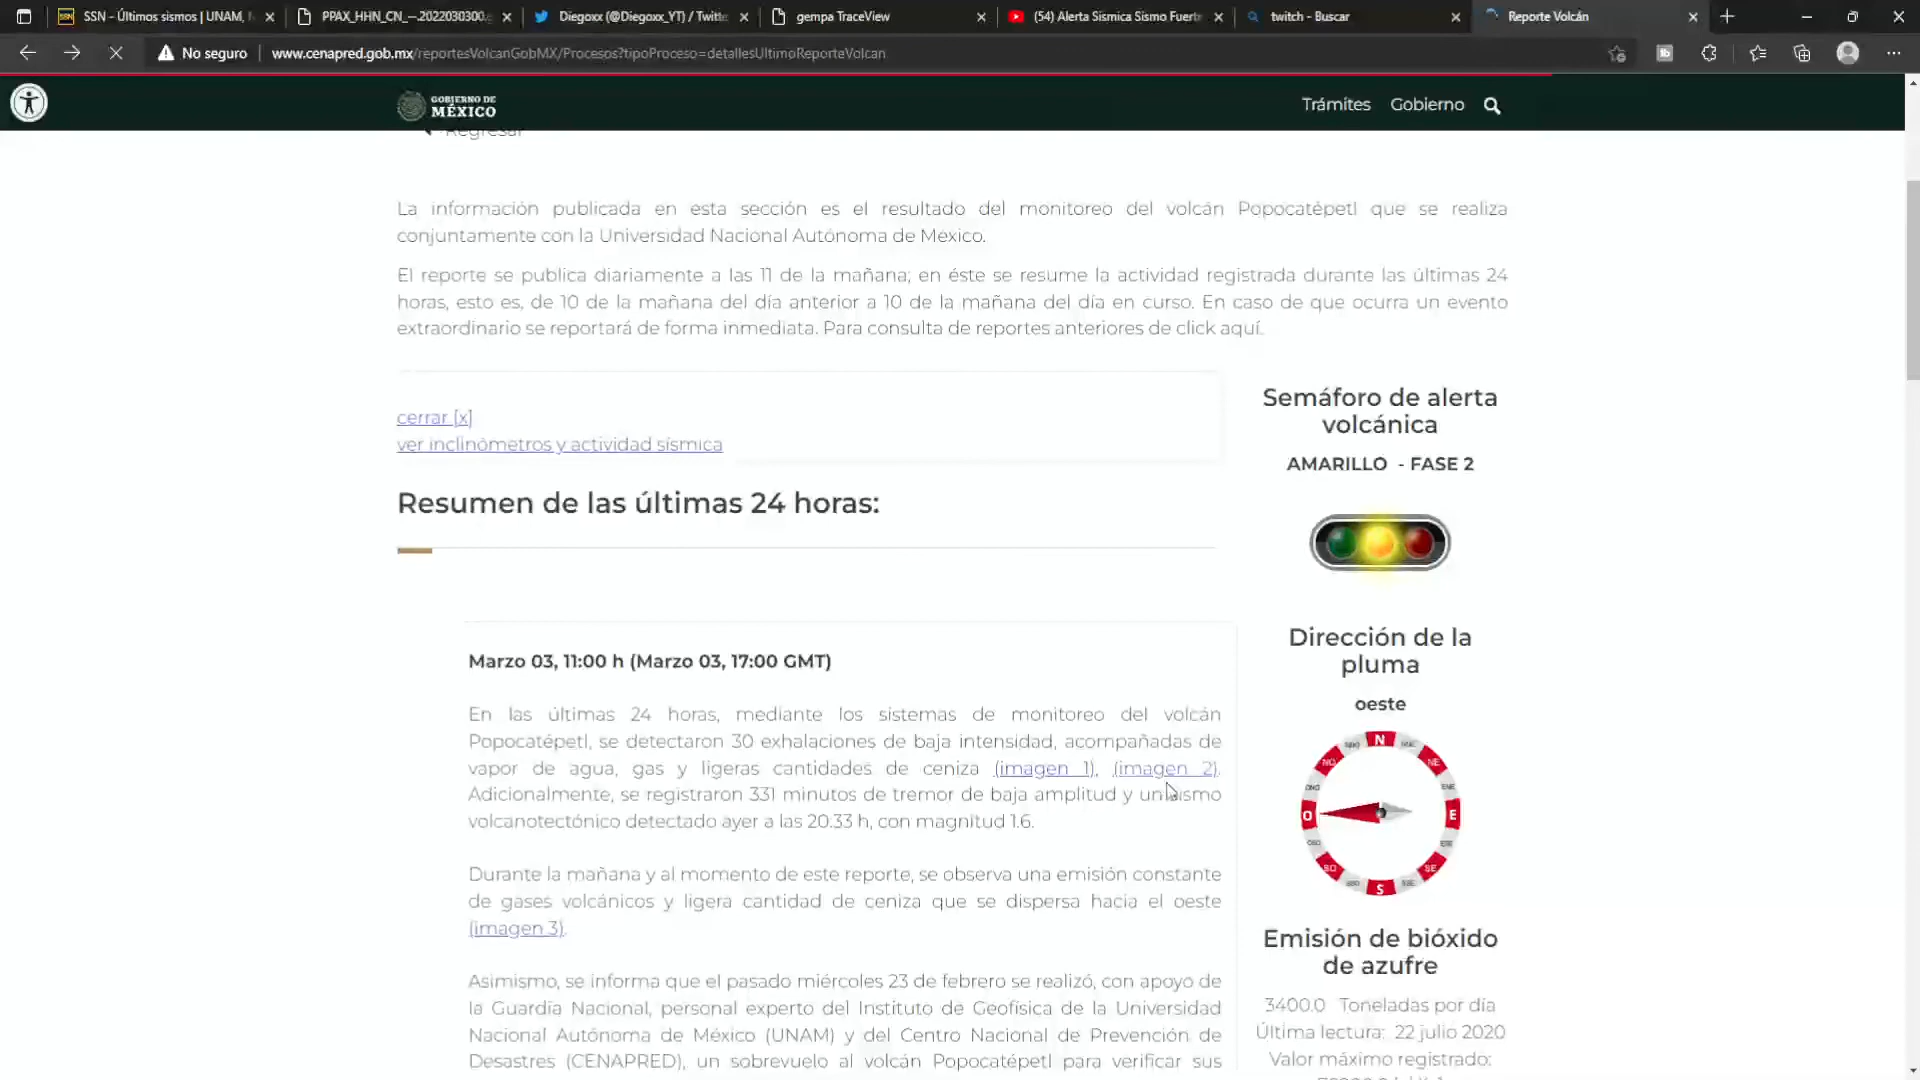 SSN - Últimos sismos | UNAM,
PPAX_HHN_CN_--.2022030300.
Diegoxx (@Diegoxx_YT) / Twitte
gempa TraceView
(54) Alerta Sismica Sismo Fuert
twitch - Buscar
Reporte Volcán
No seguro
www.cenapred.gob.mx/reportesVolcanGobMX/Procesos?tipoProceso=detallesUltimoReporteVolcan
GOBIERNO DE
MÉXICO
Trámites
Gobierno
Regresar
La información publicada en esta sección es el resultado del monitoreo del volcán Popocatépetl que se realiza
conjuntamente con la Universidad Nacional Autónoma de México.
El reporte se publica diariamente a las 11 de la mañana; en éste se resume la actividad registrada durante las últimas 24
horas, esto es, de 10 de la mañana del día anterior a 10 de la mañana del día en curso. En caso de que ocurra un evento
extraordinario se reportará de forma inmediata. Para consulta de reportes anteriores de click aquí.
cerrar [x]
ver inclinómetros y actividad sísmica
Resumen de las últimas 24 horas:
Marzo 03, 11:00 h (Marzo 03, 17:00 GMT)
En las últimas 24 horas, mediante los sistemas de monitoreo del volcán
Popocatépetl, se detectaron 30 exhalaciones de baja intensidad, acompañadas de
vapor de agua, gas y ligeras cantidades de ceniza (imagen 1), (imagen 2).
Adicionalmente, se registraron 331 minutos de tremor de baja amplitud y un sismo
volcanotectónico detectado ayer a las 20.33 h, con magnitud 1.6.
Durante la mañana y al momento de este reporte, se observa una emisión constante
de gases volcánicos y ligera cantidad de ceniza que se dispersa hacia el oeste
(imagen 3).
Asimismo, se informa que el pasado miércoles 23 de febrero se realizó, con apoyo de
la Guardia Nacional, personal experto del Instituto de Geofísica de la Universidad
Nacional Autónoma de México (UNAM) y del Centro Nacional de Prevención de
Desastres (CENAPRED), un sobrevuelo al volcán Popocatépetl para verificar sus
Semáforo de alerta
volcánica
AMARILLO - FASE 2
Dirección de la
pluma
oeste
N
NO
NE
O
E
SO
SE
S
Emisión de bióxido
de azufre
3400.0 Toneladas por día
Última lectura: 22 julio 2020
Valor máximo registrado: